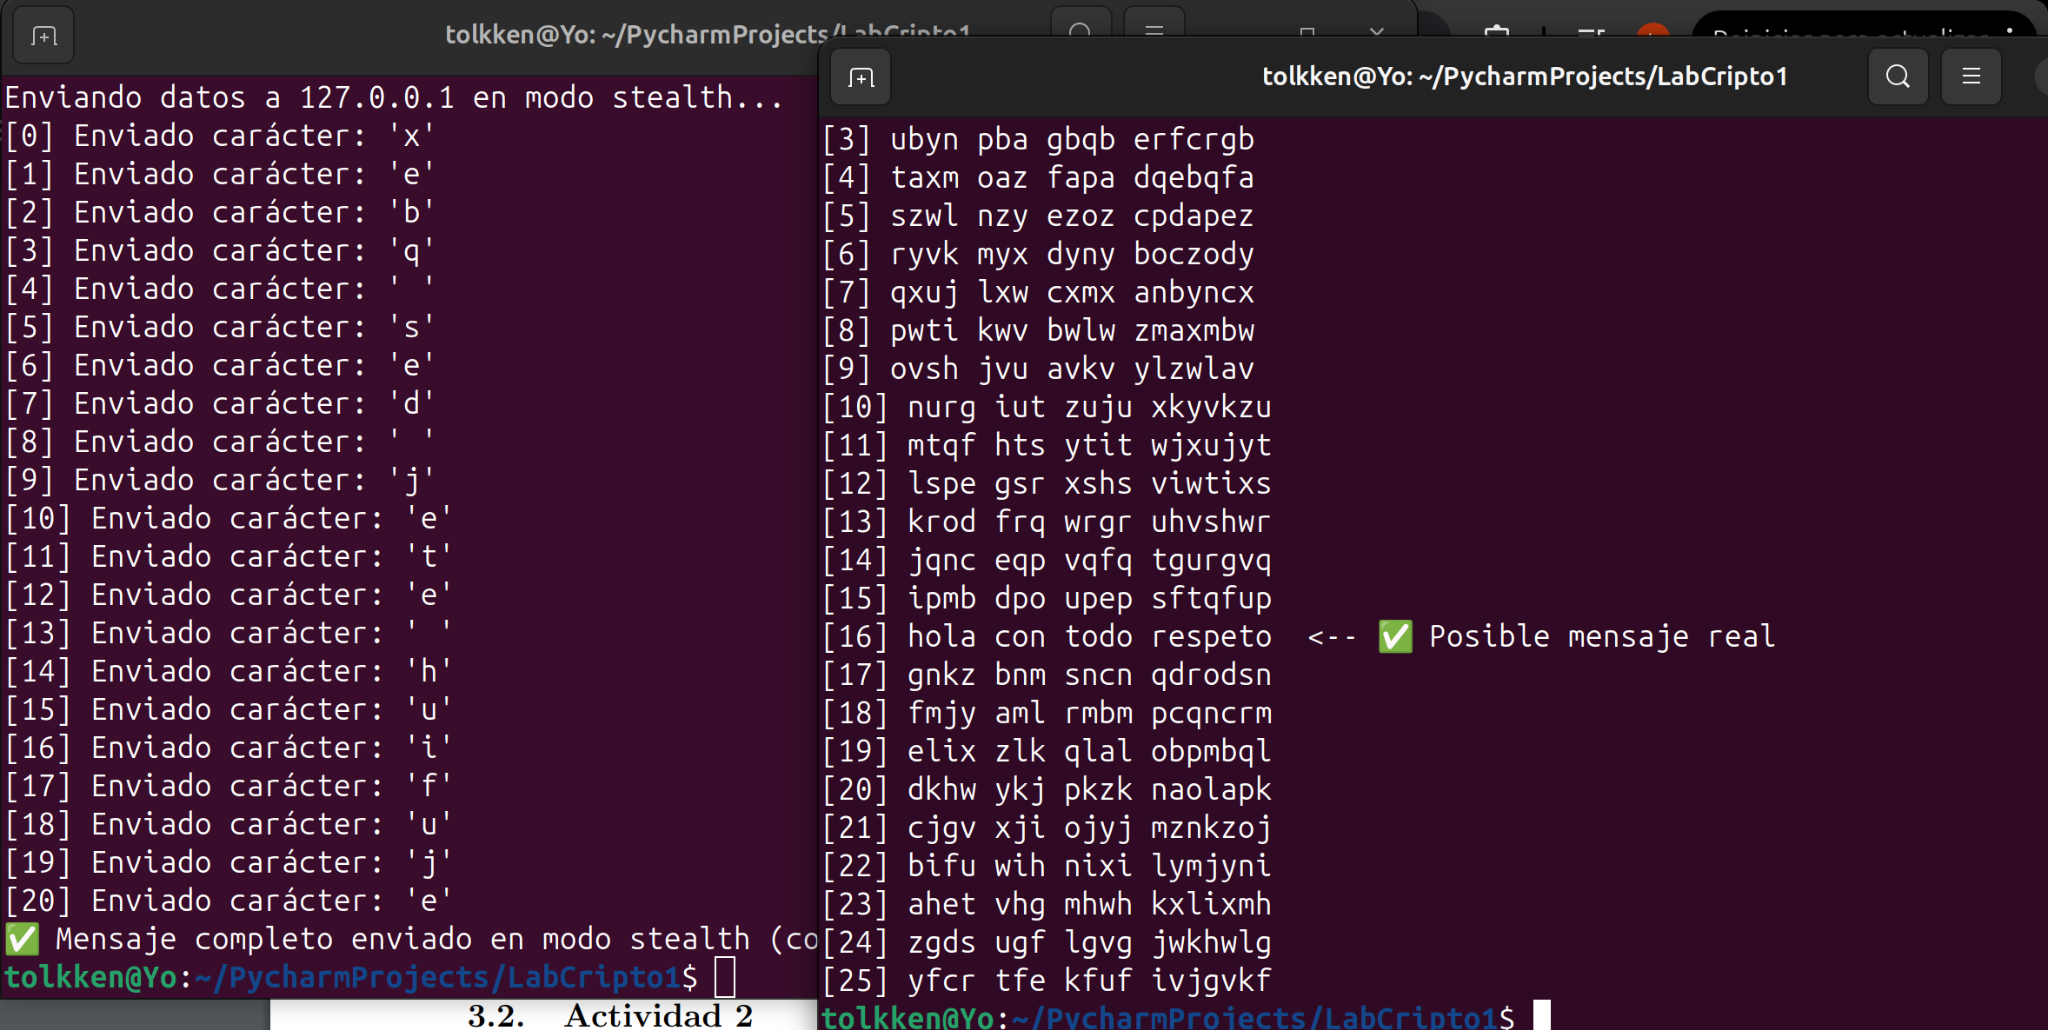 tolkken@Yo: ~/PycharmProjects/LabCripto1
Enviando datos a 127.0.0.1 en modo stealth...
[0] Enviado carácter: 'x'
[1] Enviado carácter: 'e'
[2] Enviado carácter: 'b'
[3] Enviado carácter: 'q'
[4] Enviado carácter: ' '
[5] Enviado carácter: 's'
[6] Enviado carácter: 'e'
[7] Enviado carácter: 'd'
[8] Enviado carácter: ' '
[9] Enviado carácter: 'j'
[10] Enviado carácter: 'e'
[11] Enviado carácter: 't'
[12] Enviado carácter: 'e'
[13] Enviado carácter: ' '
[14] Enviado carácter: 'h'
[15] Enviado carácter: 'u'
[16] Enviado carácter: 'i'
[17] Enviado carácter: 'f'
[18] Enviado carácter: 'u'
[19] Enviado carácter: 'j'
[20] Enviado carácter: 'e'
✅ Mensaje completo enviado en modo stealth (co
tolkken@Yo:~/PycharmProjects/LabCripto1$
3.2. Actividad 2
tolkken@Yo: ~/PycharmProjects/LabCripto1
[3] ubyn pba gbqb erfcrgb
[4] taxm oaz fapa dqebqfa
[5] szwl nzy ezoz cpdapez
[6] ryvk myx dyny boczody
[7] qxuj lxw cxmx anbyncx
[8] pwti kwv bwlw zmaxmbw
[9] ovsh jvu avkv ylzwlav
[10] nurg iut zuju xkyvkzu
[11] mtqf hts ytit wjxujyt
[12] lspe gsr xshs viwtixs
[13] krod frq wrgr uhvshwr
[14] jqnc eqp vqfq tgurgvq
[15] ipmb dpo upep sftqfup
[16] hola con todo respeto <-- ✅ Posible mensaje real
[17] gnkz bnm sncn qdrodsn
[18] fmjy aml rmbm pcqncrm
[19] elix zlk qlal obpmbql
[20] dkhw ykj pkzk naolapk
[21] cjgv xji ojyj mznkzoj
[22] bifu wih nixi lymjyni
[23] ahet vhg mhwh kxlixmh
[24] zgds ugf lgvg jwkhwlg
[25] yfcr tfe kfuf ivjgvkf
tolkken@Yo:~/PycharmProjects/LabCripto1$